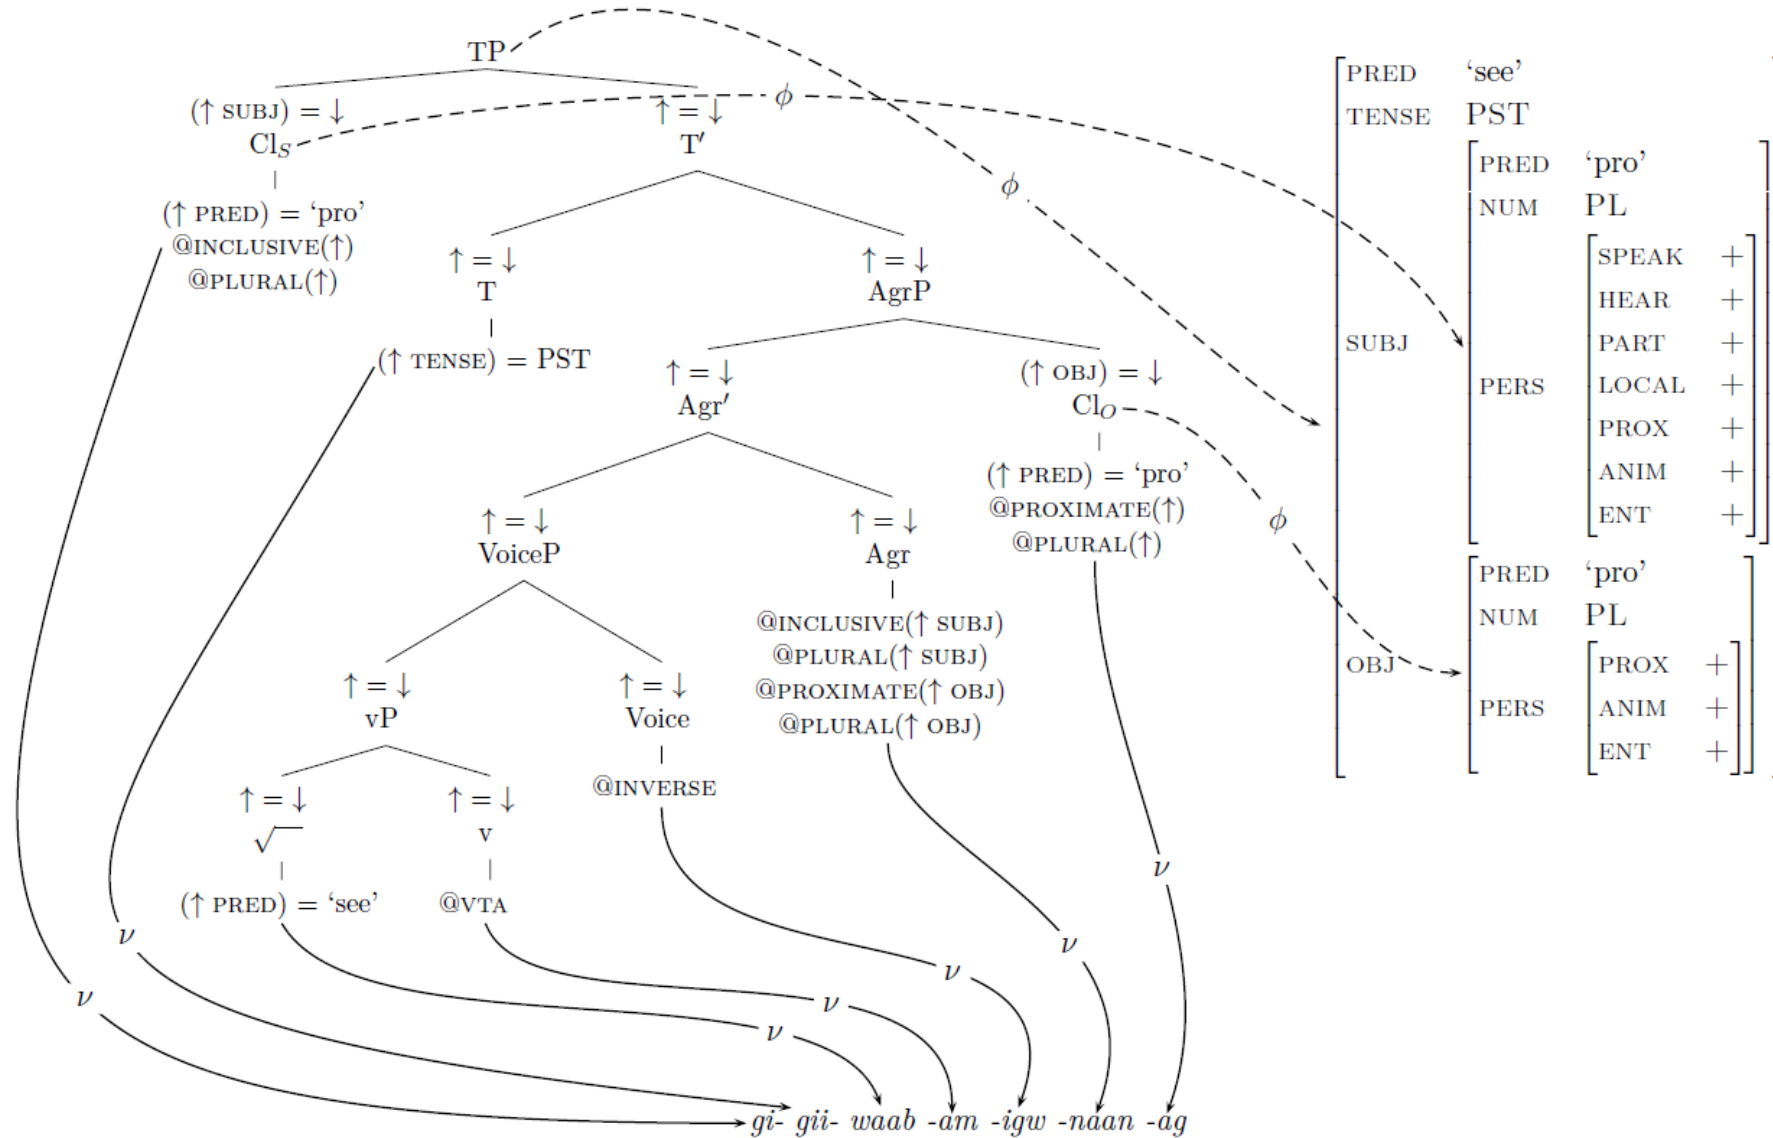 TP
(↑ SUBJ) = ↓
↑ = ↓
Cl_S
T′
(↑ PRED) = ‘pro’
@INCLUSIVE(↑)
@PLURAL(↑)
↑ = ↓
↑ = ↓
T
AgrP
(↑ TENSE) = PST
↑ = ↓
(↑ OBJ) = ↓
Agr′
Cl_O
(↑ PRED) = ‘pro’
@PROXIMATE(↑)
@PLURAL(↑)
↑ = ↓
↑ = ↓
VoiceP
Agr
@INCLUSIVE(↑ SUBJ)
@PLURAL(↑ SUBJ)
@PROXIMATE(↑ OBJ)
@PLURAL(↑ OBJ)
↑ = ↓
↑ = ↓
vP
Voice
@INVERSE
↑ = ↓
↑ = ↓
√
v
(↑ PRED) = ‘see’
@VTA
ϕ
ϕ
ϕ
ν
ν
ν
ν
ν
ν
ν
gi- gii- waab -am -igw -naan -ag
PRED ‘see’
TENSE PST
PRED ‘pro’
NUM PL
SPEAK +
HEAR +
SUBJ PART +
PERS LOCAL +
PROX +
ANIM +
ENT +
PRED ‘pro’
NUM PL
OBJ PROX +
PERS ANIM +
ENT +